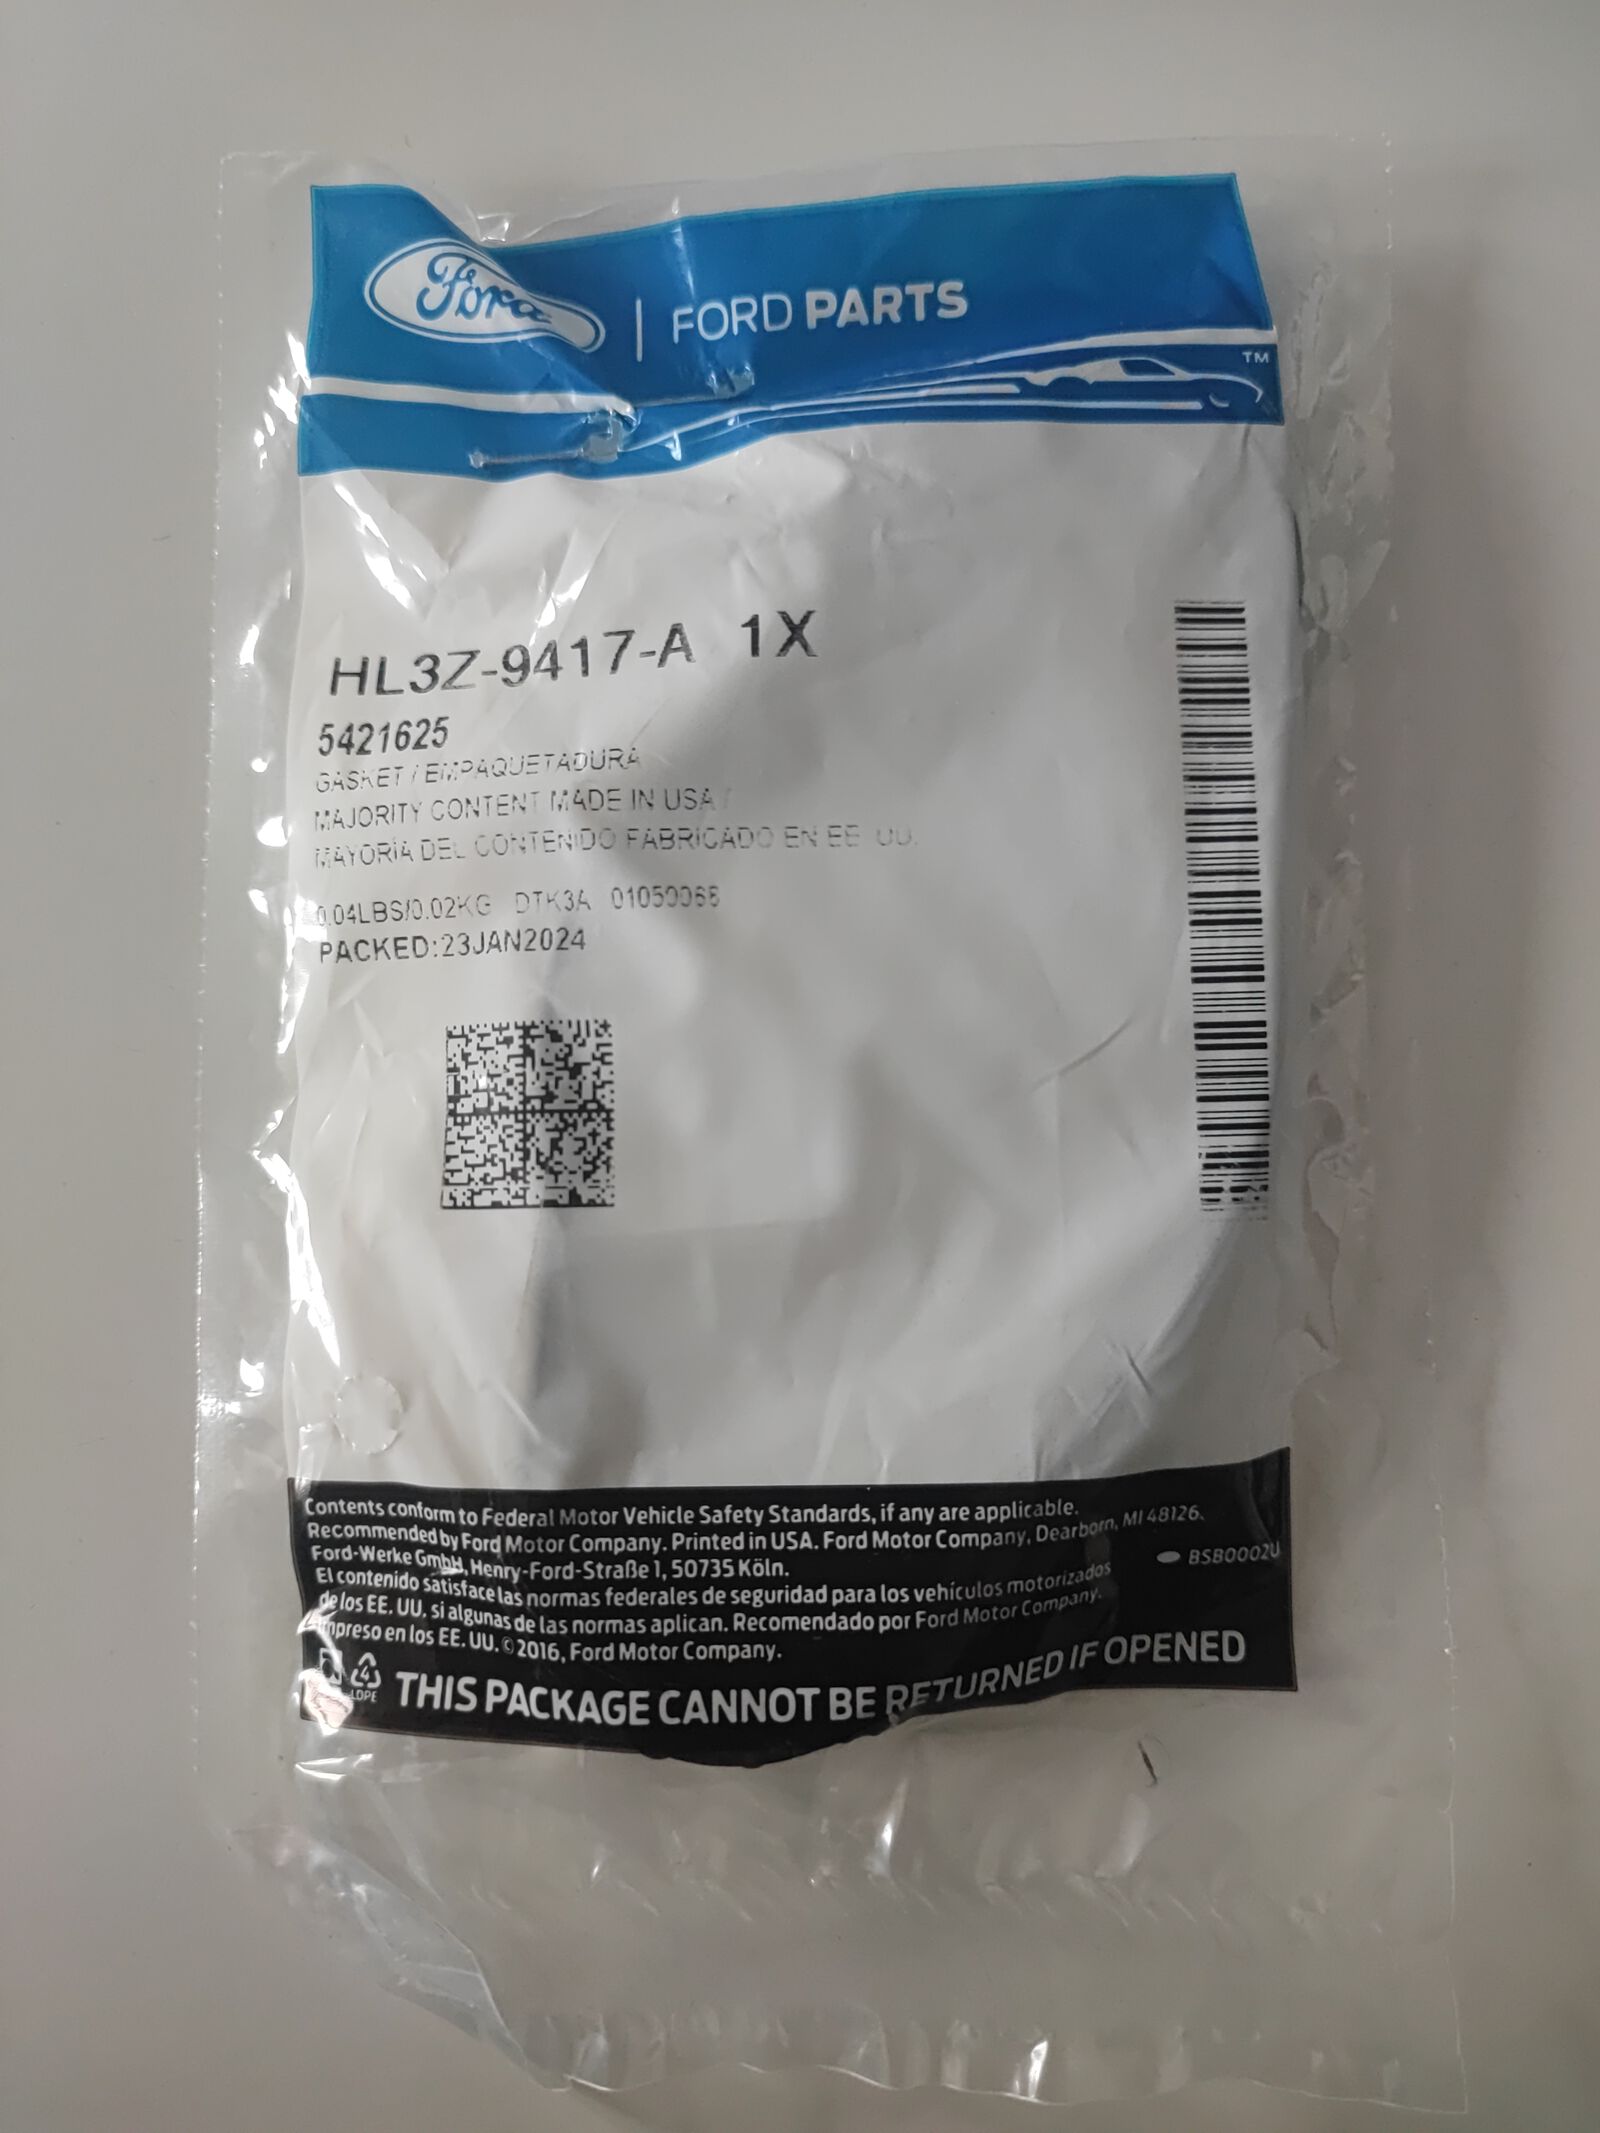 Ford
FORD PARTS
TM
HL3Z-9417-A 1X
5421625
GASKET / EMPAQUETADURA
MAJORITY CONTENT MADE IN USA /
MAYORÍA DEL CONTENIDO FABRICADO EN EE. UU.
0.04LBS/0.02KG DTK3A
PACKED:23JAN2024
Contents conform to Federal Motor Vehicle Safety Standards, if any are applicable.
Recommended by Ford Motor Company. Printed in USA. Ford Motor Company, Dearborn, MI 48126.
Ford-Werke GmbH, Henry-Ford-Straße 1, 50735 Köln.
BSB0002U
El contenido satisface las normas federales de seguridad para los vehículos motorizados
de los EE. UU. si algunas de las normas aplican. Recomendado por Ford Motor Company.
Impreso en los EE. UU. © 2016, Ford Motor Company.
4
LDPE
THIS PACKAGE CANNOT BE RETURNED IF OPENED